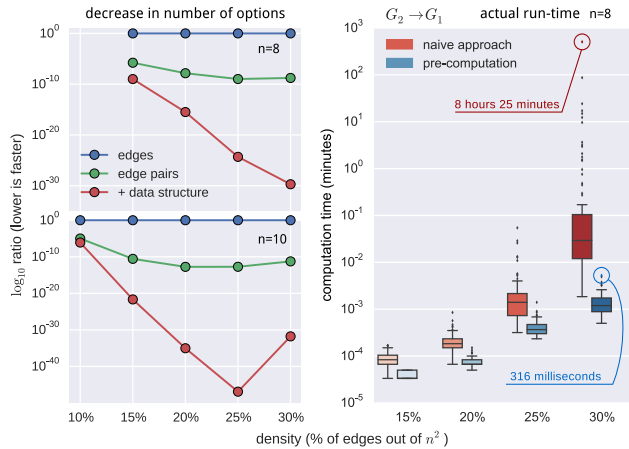 decrease in number of options
G₂ → G₁ actual run-time n=8
10⁰
n=8
10⁻¹⁰
10⁻²⁰
10⁻³⁰
edges
edge pairs
+ data structure
10⁰
n=10
10⁻¹⁰
10⁻²⁰
10⁻³⁰
10⁻⁴⁰
log₁₀ ratio (lower is faster)
10% 15% 20% 25% 30%
naive approach
pre-computation
8 hours 25 minutes
316 milliseconds
computation time (minutes)
10³
10²
10¹
10⁰
10⁻¹
10⁻²
10⁻³
10⁻⁴
10⁻⁵
15% 20% 25% 30%
density (% of edges out of n² )